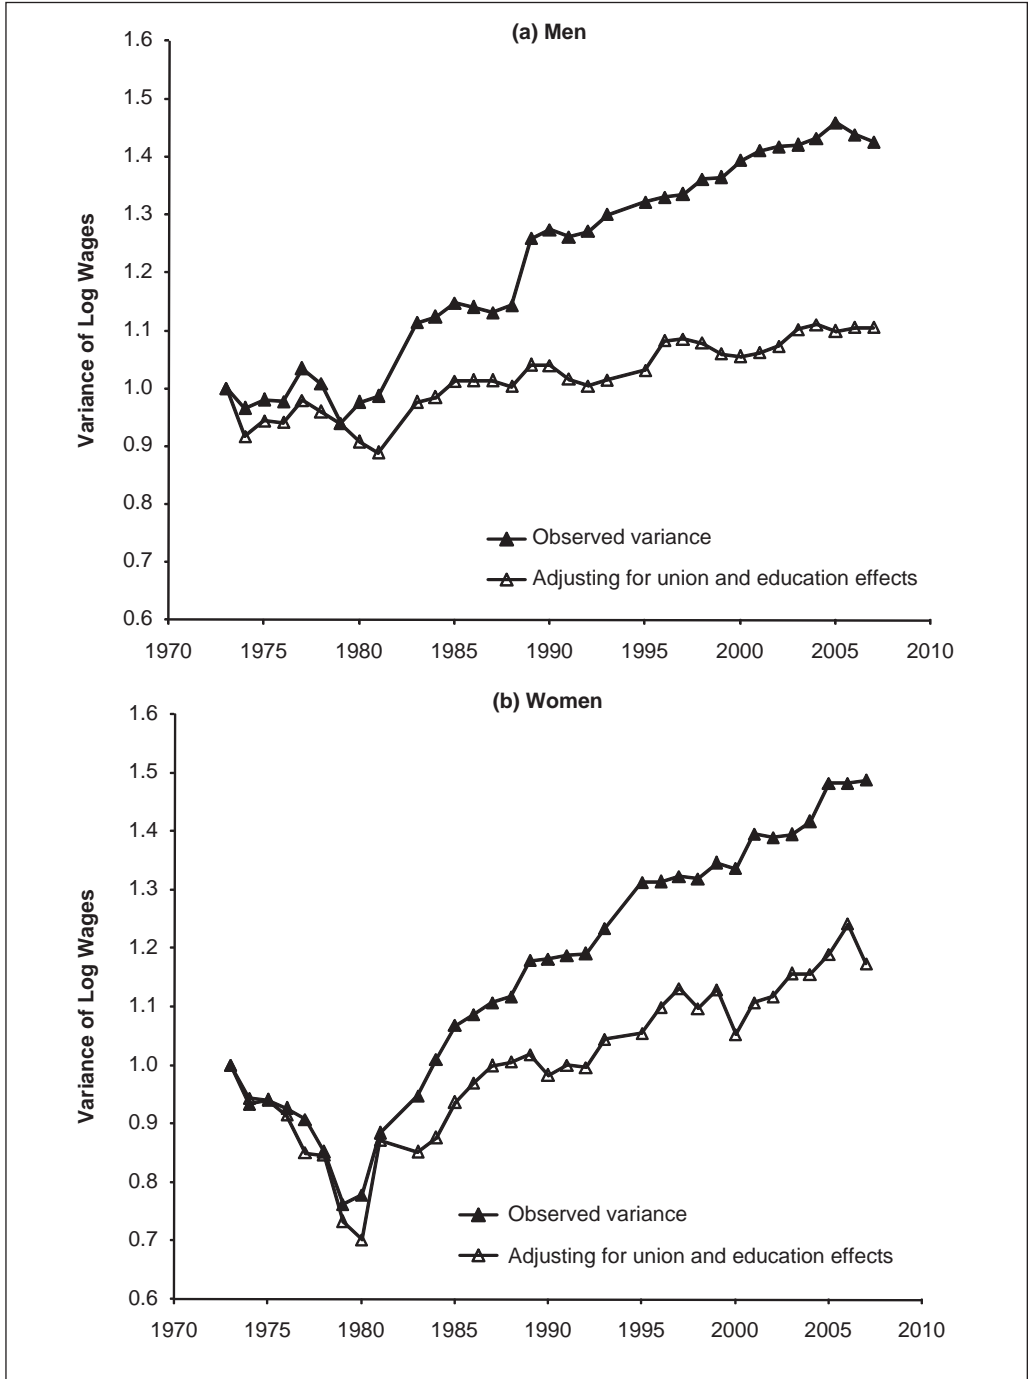 (a) Men
1.6
1.5
1.4
1.3
1.2
1.1
1.0
0.9
0.8
0.7
0.6
Variance of Log Wages
Observed variance
Adjusting for union and education effects
1970 1975 1980 1985 1990 1995 2000 2005 2010
(b) Women
1.6
1.5
1.4
1.3
1.2
1.1
1.0
0.9
0.8
0.7
0.6
Variance of Log Wages
Observed variance
Adjusting for union and education effects
1970 1975 1980 1985 1990 1995 2000 2005 2010